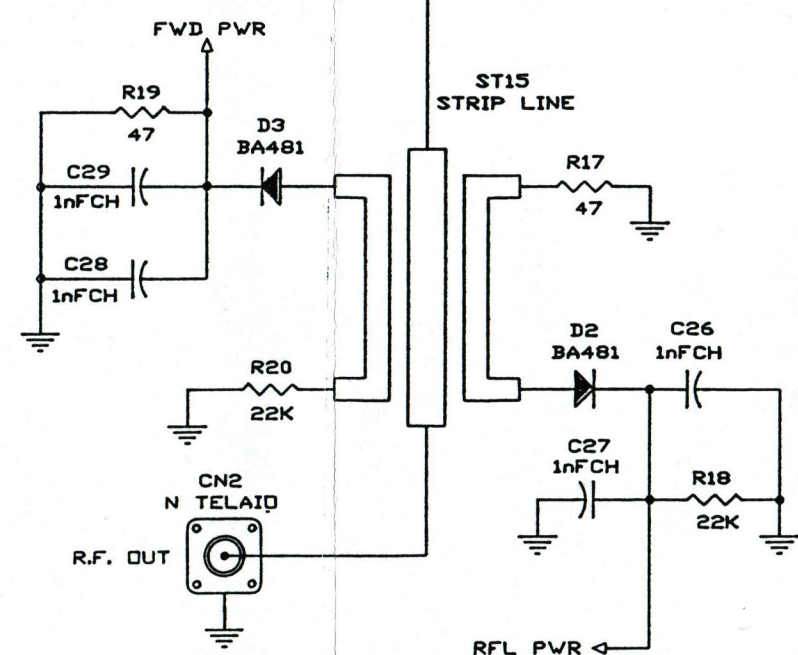 FWD PWR
R19
47
C29
1nFCH
C28
1nFCH
D3
BA481
R20
22K
ST15
STRIP LINE
R17
47
D2
BA481
C26
1nFCH
C27
1nFCH
R18
22K
CN2
N TELAIO
R.F. OUT
RFL PWR